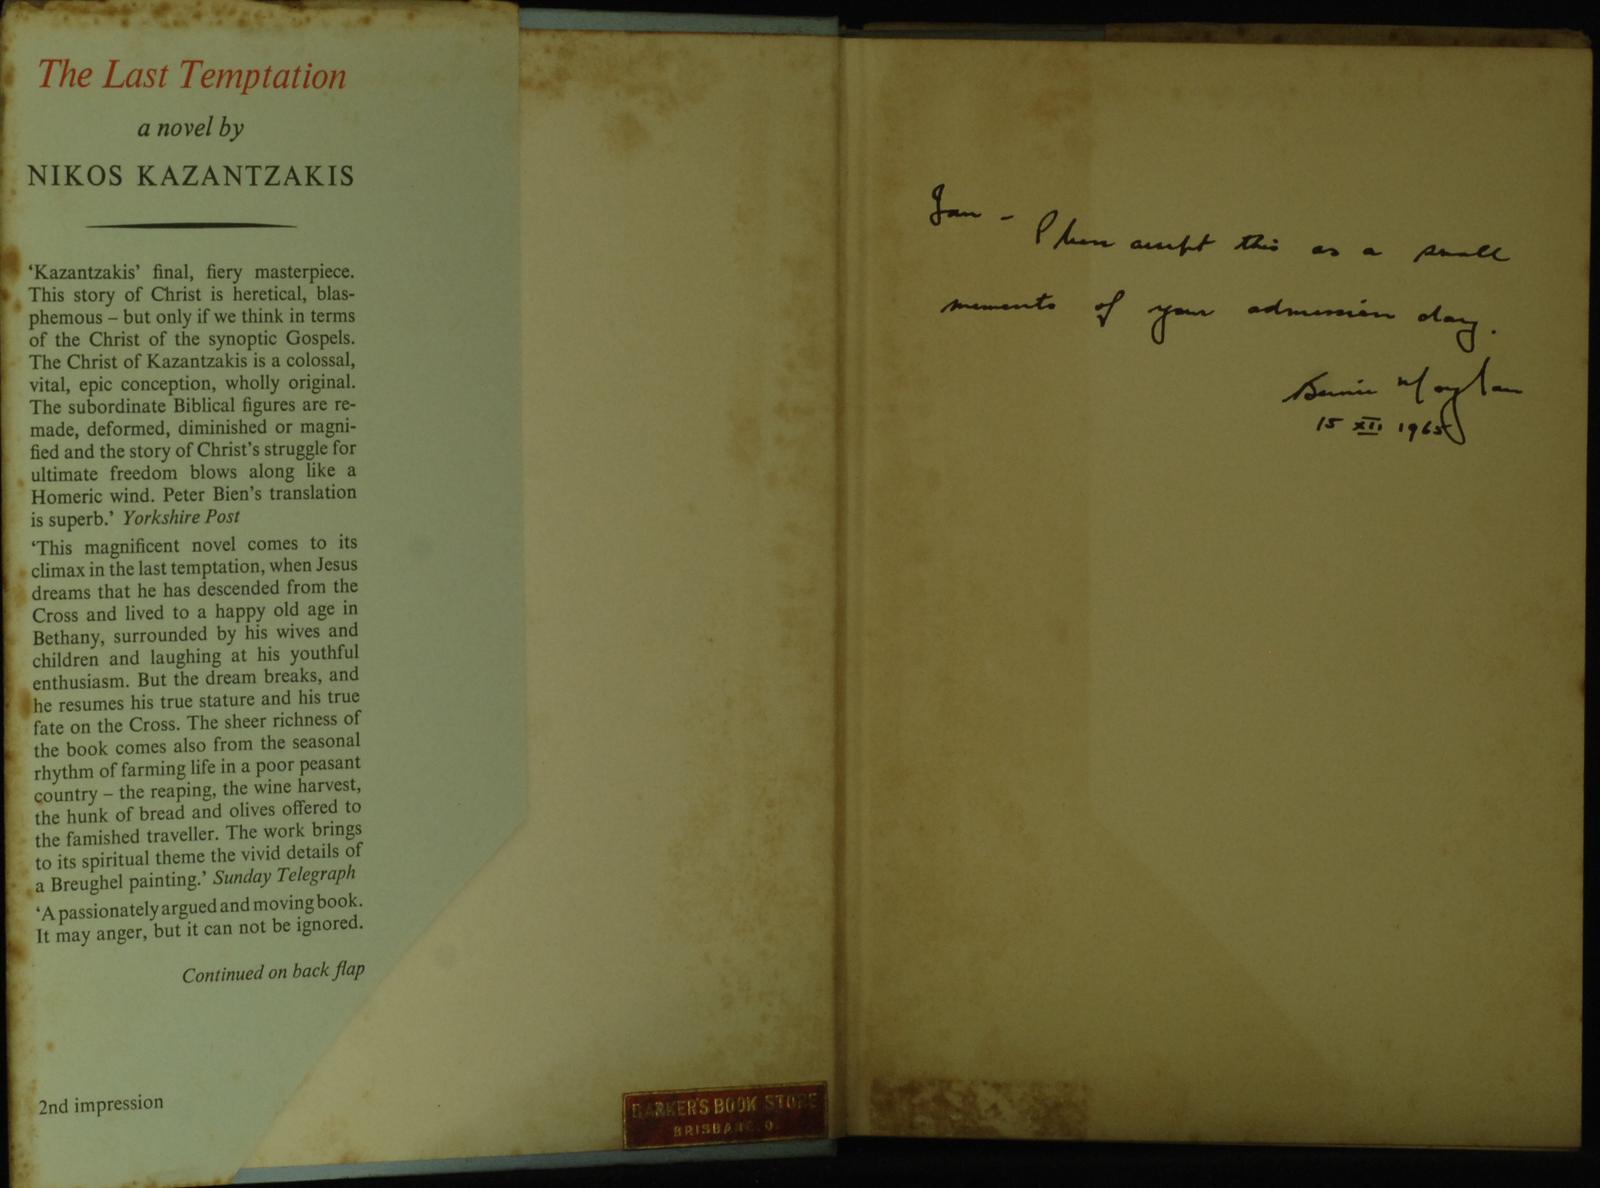 The Last Temptation
a novel by
NIKOS KAZANTZAKIS
‘Kazantzakis’ final, fiery masterpiece.
This story of Christ is heretical, blas-
phemous – but only if we think in terms
of the Christ of the synoptic Gospels.
The Christ of Kazantzakis is a colossal,
vital, epic conception, wholly original.
The subordinate Biblical figures are re-
made, deformed, diminished or magni-
fied and the story of Christ's struggle for
ultimate freedom blows along like a
Homeric wind. Peter Bien's translation
is superb.’ Yorkshire Post
‘This magnificent novel comes to its
climax in the last temptation, when Jesus
dreams that he has descended from the
Cross and lived to a happy old age in
Bethany, surrounded by his wives and
children and laughing at his youthful
enthusiasm. But the dream breaks, and
he resumes his true stature and his true
fate on the Cross. The sheer richness of
the book comes also from the seasonal
rhythm of farming life in a poor peasant
country – the reaping, the wine harvest,
the hunk of bread and olives offered to
the famished traveller. The work brings
to its spiritual theme the vivid details of
a Breughel painting.’ Sunday Telegraph
‘A passionately argued and moving book.
It may anger, but it can not be ignored.
Continued on back flap
2nd impression
BARKER'S BOOK STORE
BRISBANE. Q.
Ian -
Please accept this as a small
memento of your admission day.
Bernie Moylan
15 XII 1965